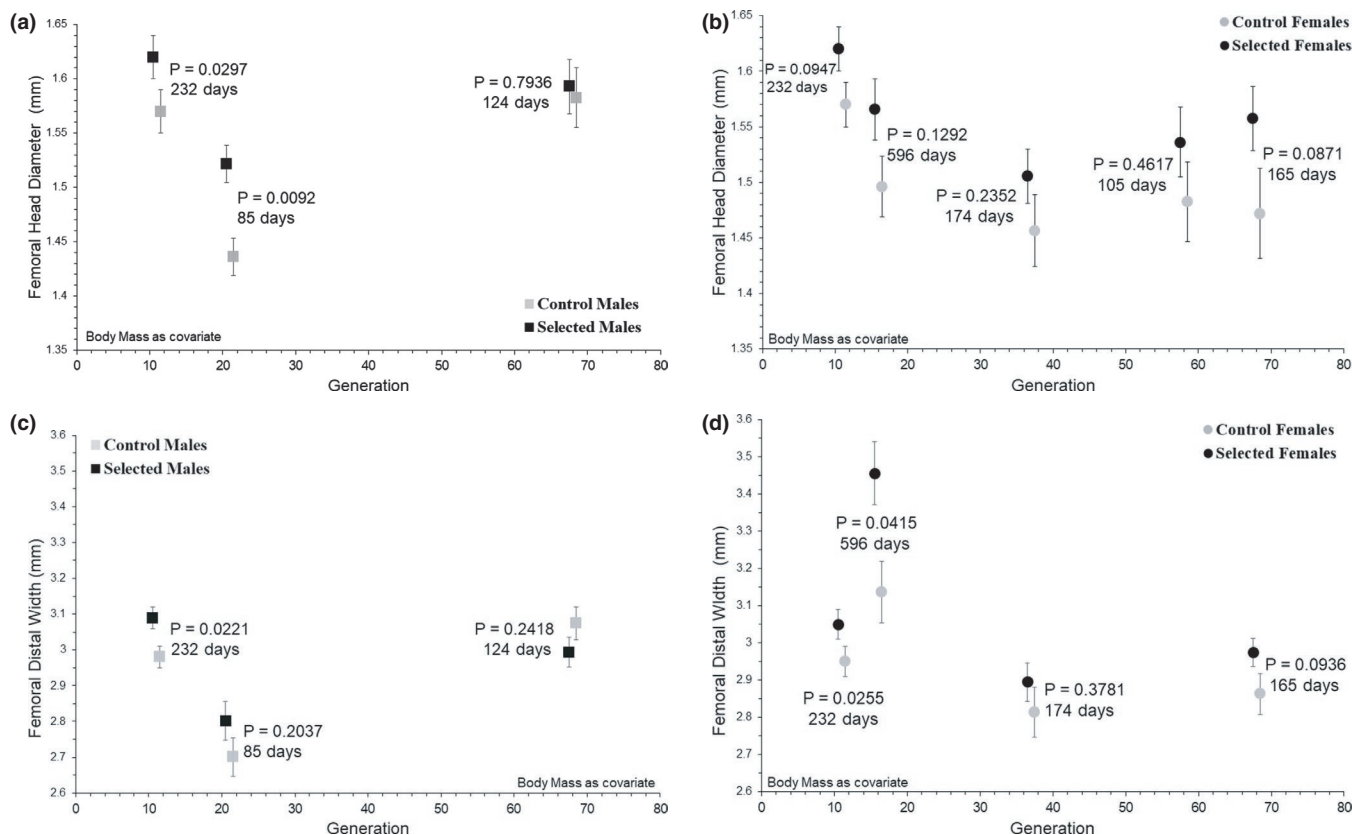 (a)
1.65
1.6
1.55
1.5
1.45
1.4
1.35
Femoral Head Diameter (mm)
P = 0.0297
232 days
P = 0.0092
85 days
P = 0.7936
124 days
Control Males
Selected Males
Body Mass as covariate
0 10 20 30 40 50 60 70 80
Generation
(b)
1.65
1.6
1.55
1.5
1.45
1.4
1.35
Femoral Head Diameter (mm)
Control Females
Selected Females
P = 0.0947
232 days
P = 0.1292
596 days
P = 0.2352
174 days
P = 0.4617
105 days
P = 0.0871
165 days
Body Mass as covariate
0 10 20 30 40 50 60 70 80
Generation
(c)
3.6
3.5
3.4
3.3
3.2
3.1
3
2.9
2.8
2.7
2.6
Femoral Distal Width (mm)
Control Males
Selected Males
P = 0.0221
232 days
P = 0.2037
85 days
P = 0.2418
124 days
Body Mass as covariate
0 10 20 30 40 50 60 70 80
Generation
(d)
3.6
3.5
3.4
3.3
3.2
3.1
3
2.9
2.8
2.7
2.6
Femoral Distal WIdth (mm)
Control Females
Selected Females
P = 0.0415
596 days
P = 0.0255
232 days
P = 0.3781
174 days
P = 0.0936
165 days
Body Mass as covariate
0 10 20 30 40 50 60 70 80
Generation